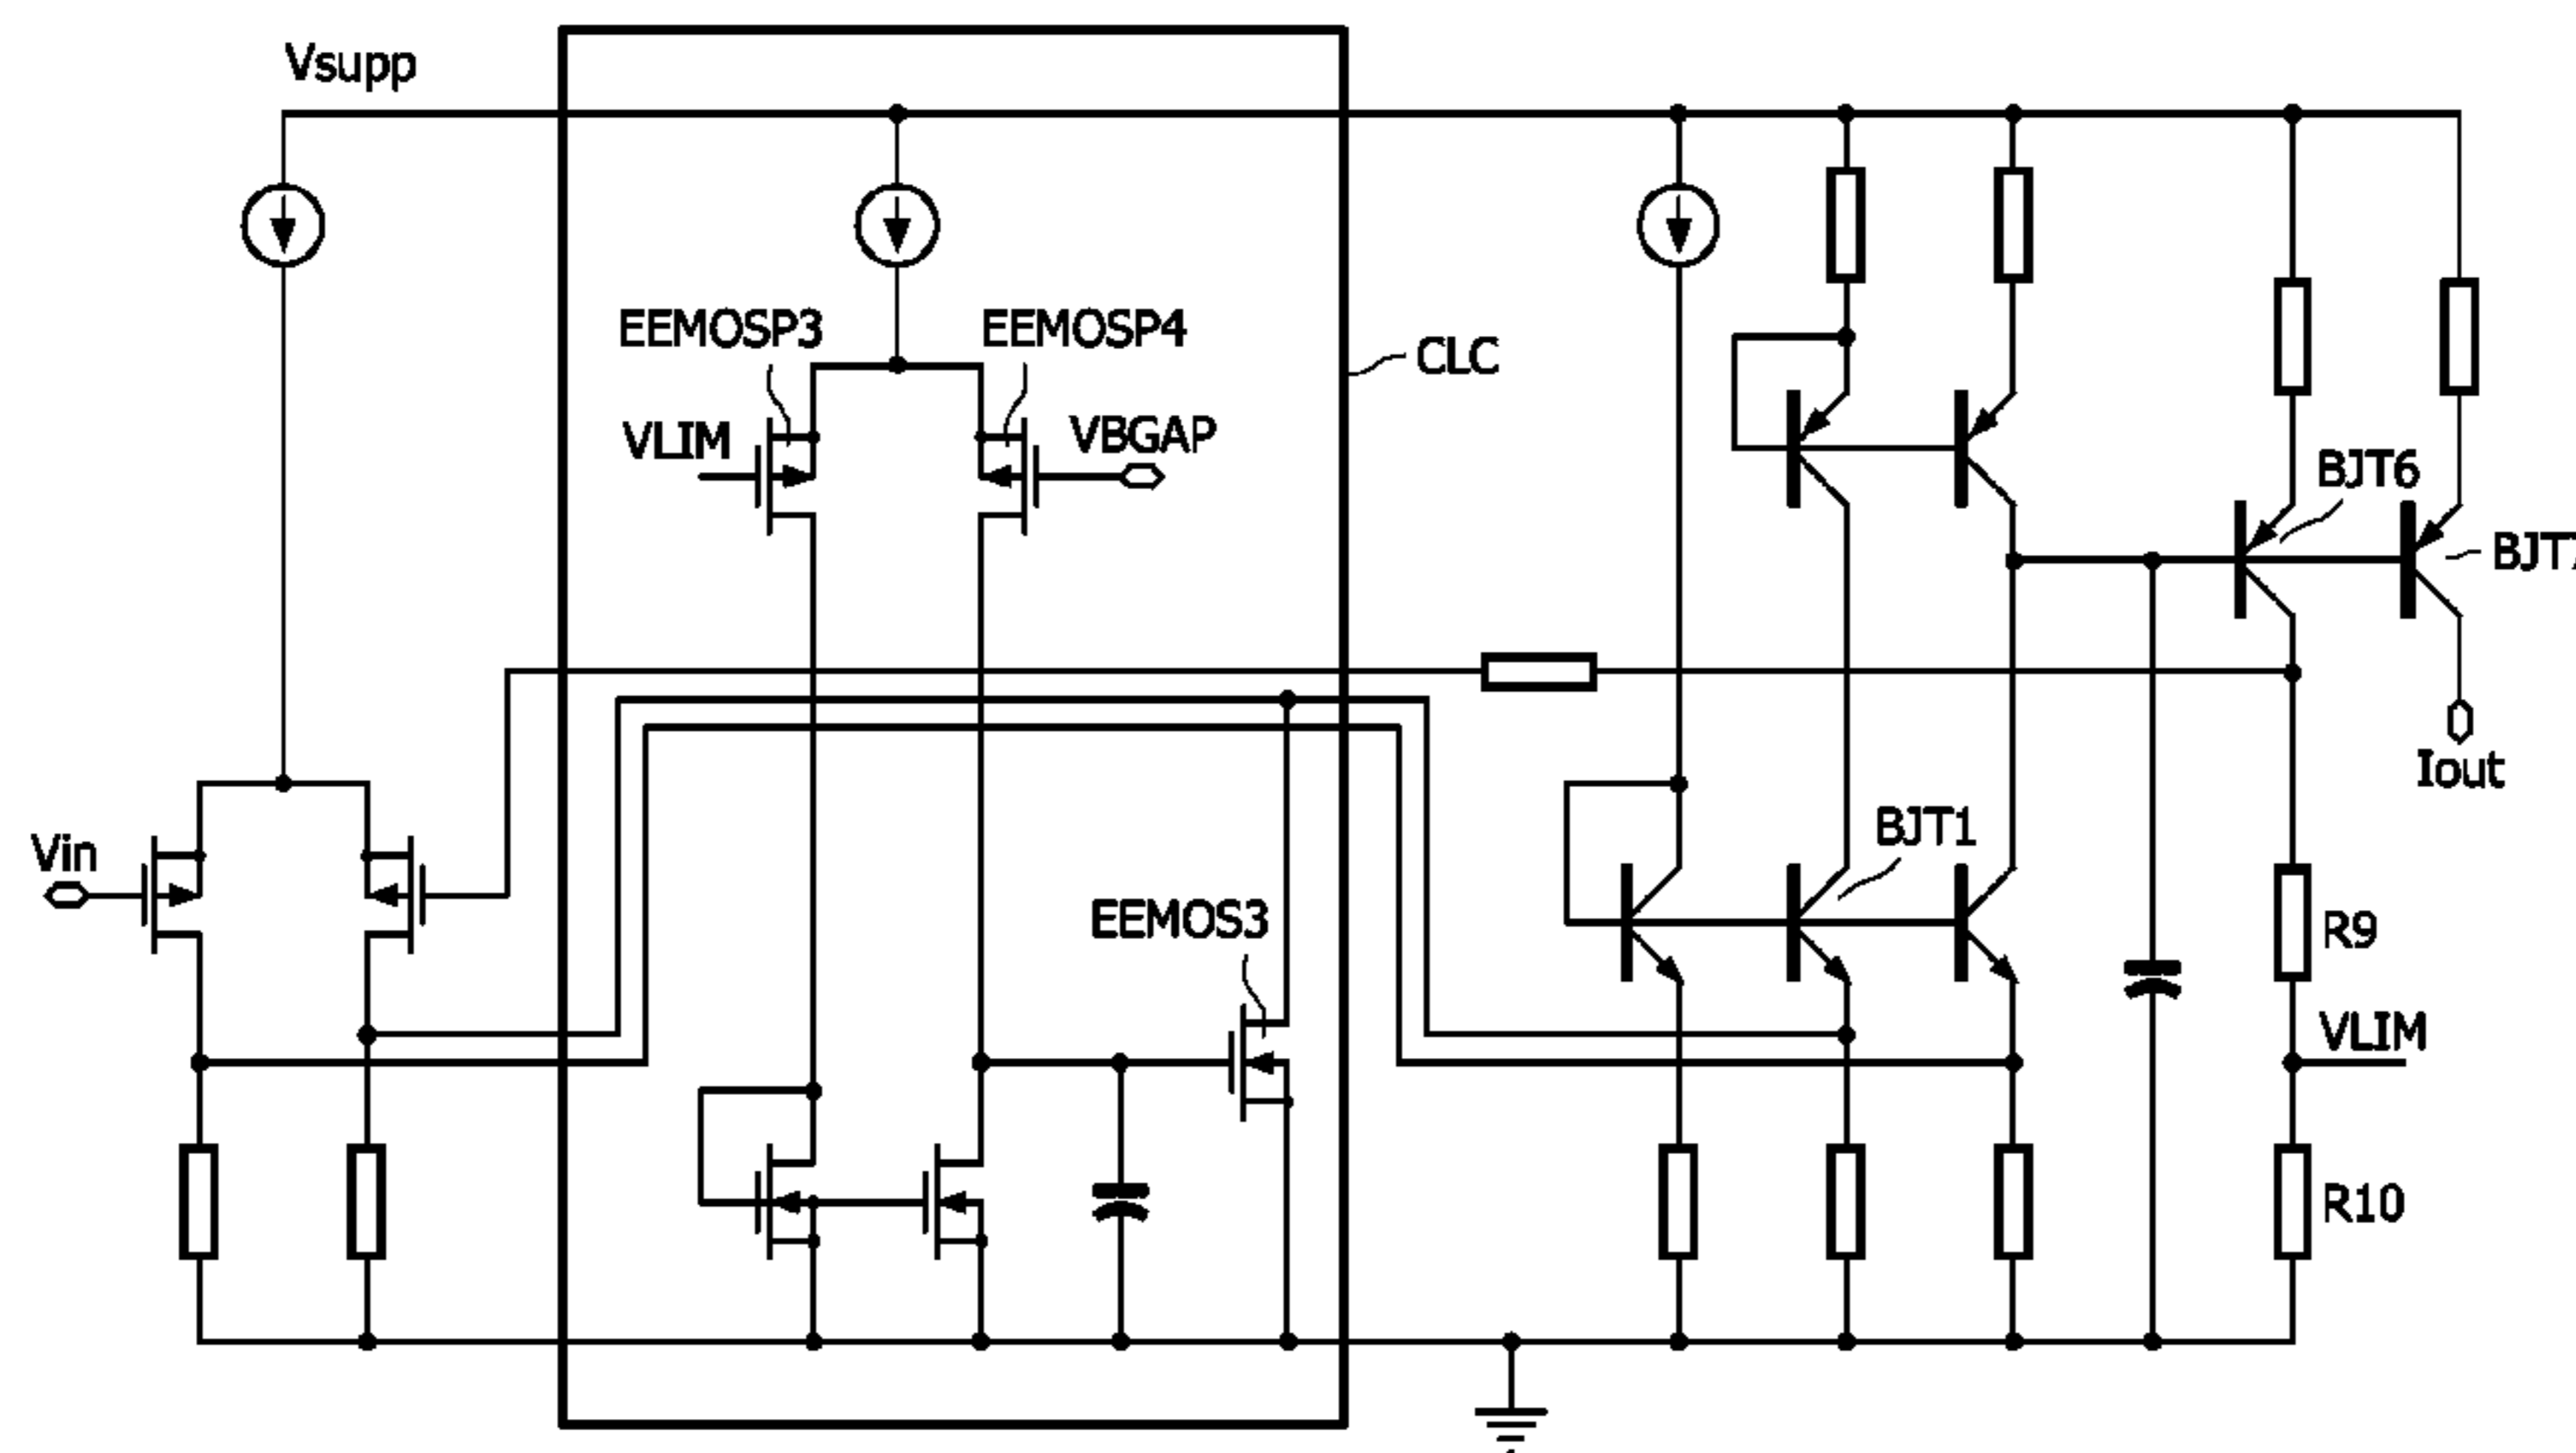 Vsupp
EEMOSP3
EEMOSP4
CLC
VLIM
VBGAP
BJT6
Iout
Vin
BJT1
EEMOS3
R9
VLIM
R10